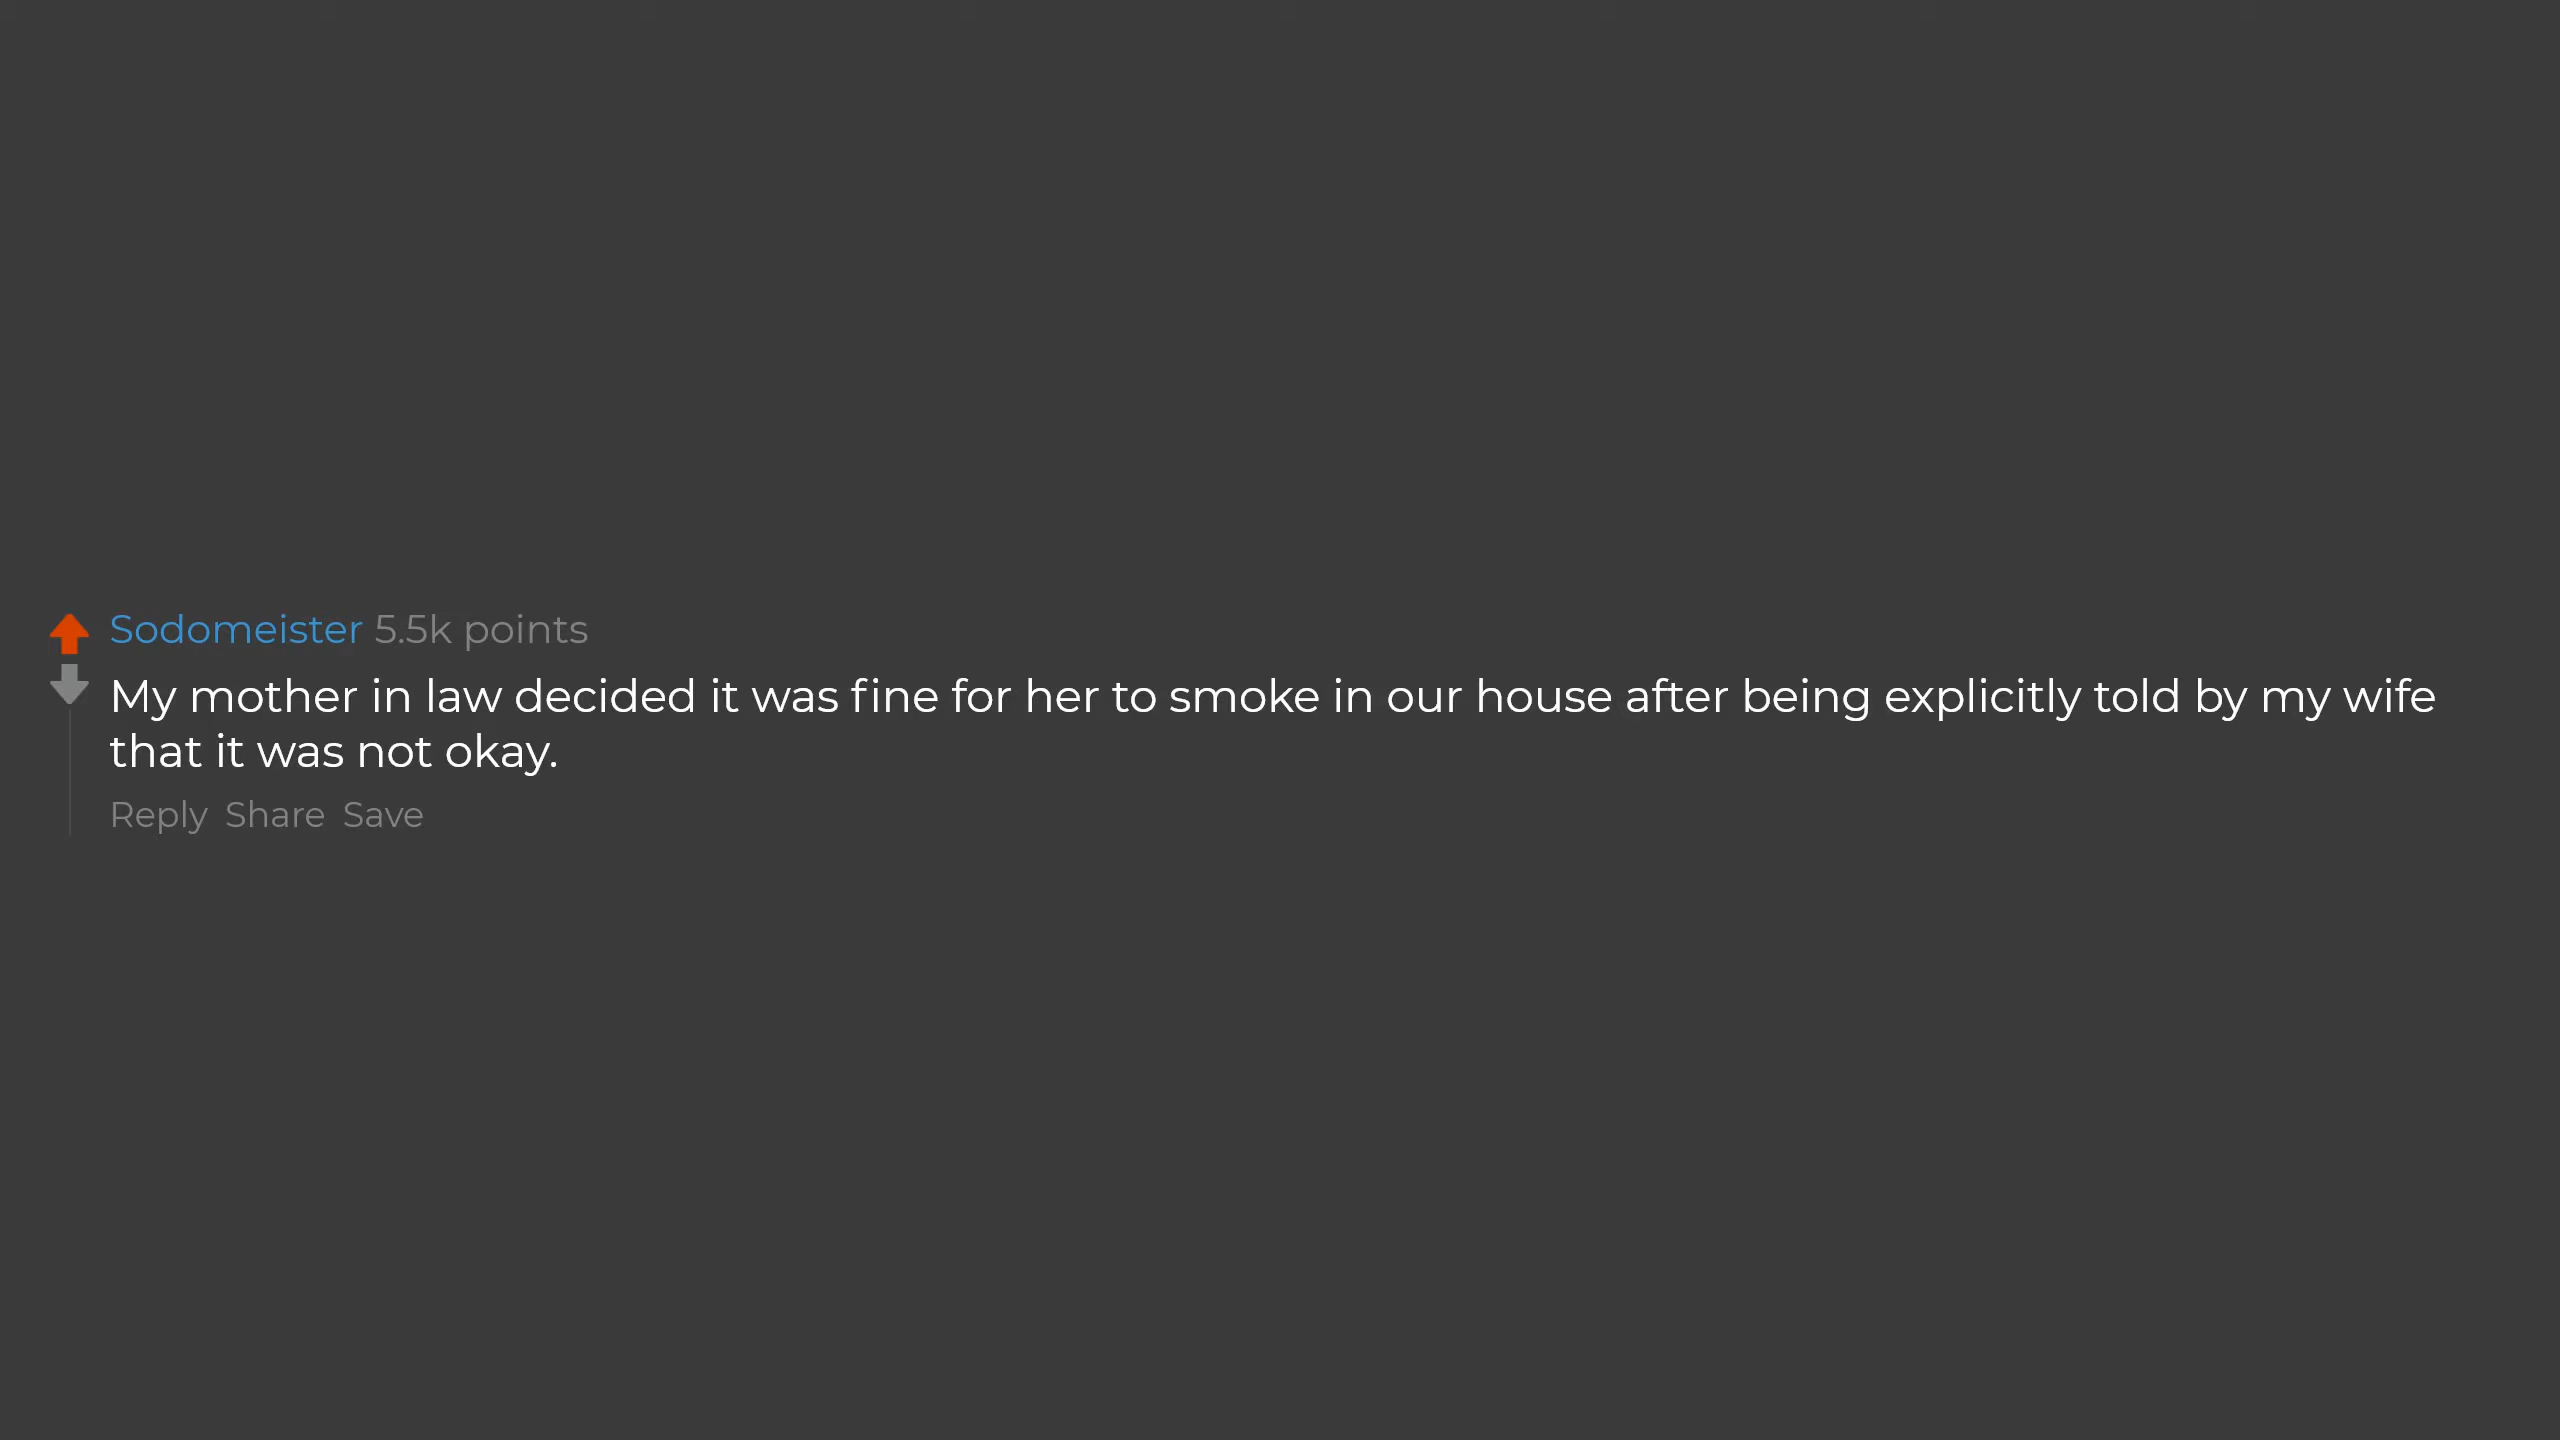 Sodomeister 5.5k points
My mother in law decided it was fine for her to smoke in our house after being explicitly told by my wife
that it was not okay.
Reply Share Save